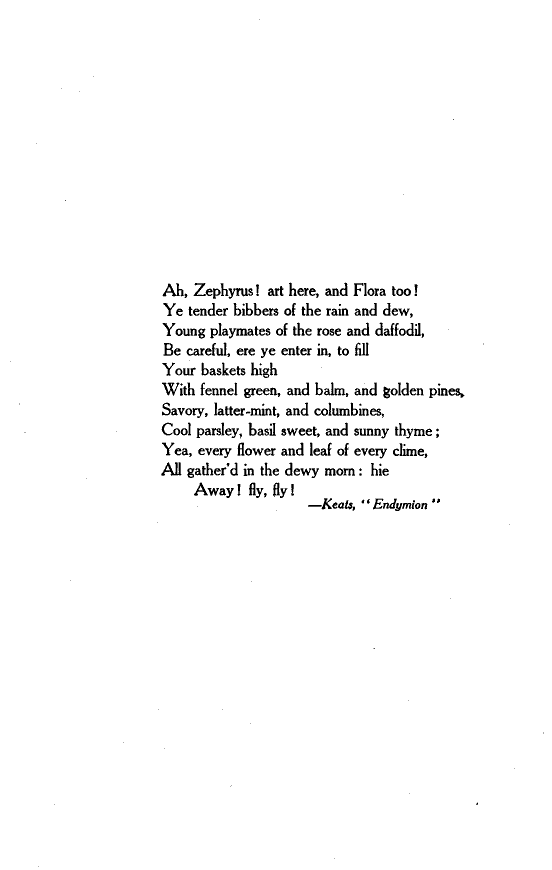 Ah, Zephyrus! art here, and Flora too!
Ye tender bibbers of the rain and dew,
Young playmates of the rose and daffodil,
Be careful, ere ye enter in, to fill
Your baskets high
With fennel green, and balm, and golden pines,
Savory, latter-mint, and columbines,
Cool parsley, basil sweet, and sunny thyme;
Yea, every flower and leaf of every clime,
All gather'd in the dewy morn: hie
Away! fly, fly!
—Keats, "Endymion"